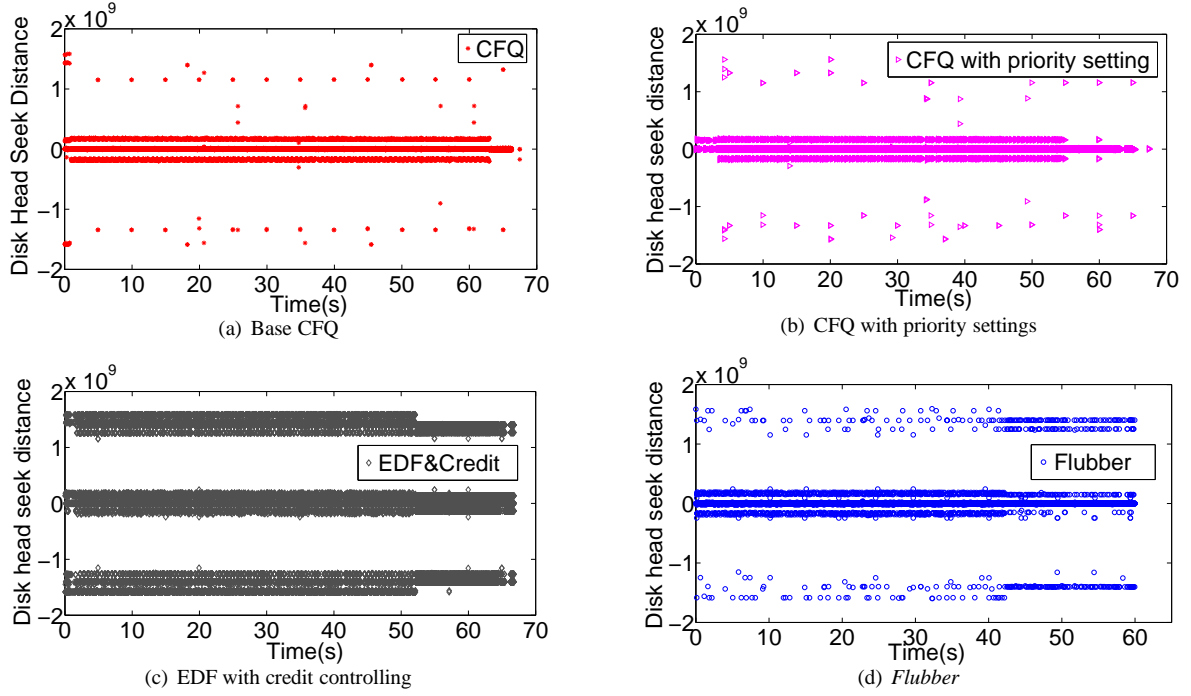 x 10^9
2
1
0
−1
−2
0 10 20 30 40 50 60 70
Disk Head Seek Distance
Time(s)
CFQ
(a) Base CFQ
x 10^9
2
1
0
−1
−2
0 10 20 30 40 50 60 70
Disk head seek distance
Time(s)
CFQ with priority setting
(b) CFQ with priority settings
x 10^9
2
1
0
−1
−2
0 10 20 30 40 50 60 70
Disk head seek distance
Time(s)
EDF&Credit
(c) EDF with credit controlling
x 10^9
2
1
0
−1
−2
0 10 20 30 40 50 60
Disk head seek distance
Time(s)
Flubber
(d) Flubber